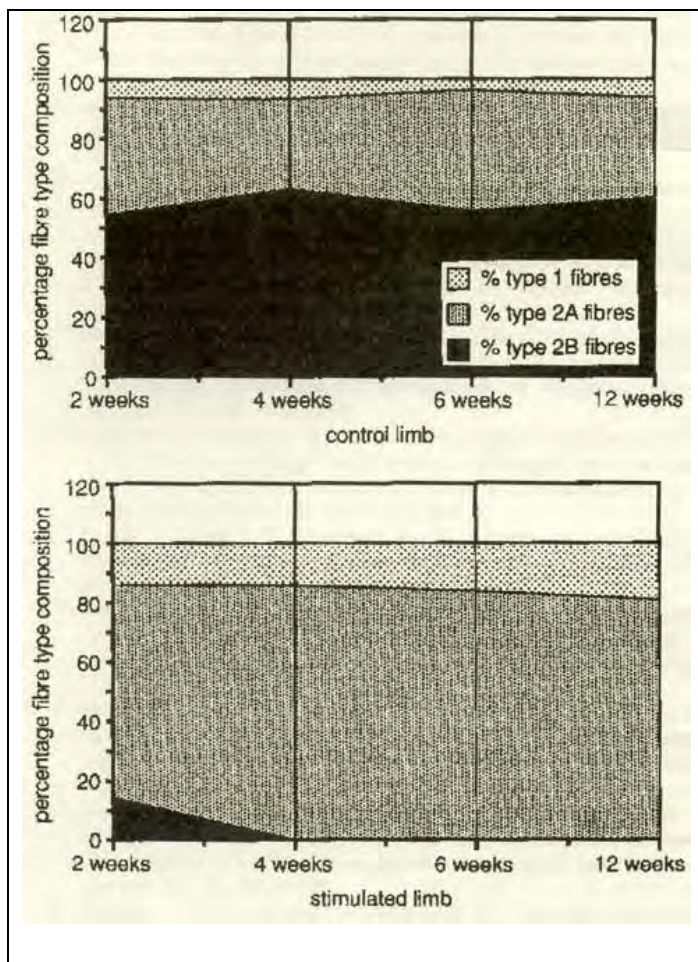 120
100
80
60
40
20
0
percentage fibre type composition
% type 1 fibres
% type 2A fibres
% type 2B fibres
2 weeks 4 weeks 6 weeks 12 weeks
control limb
120
100
80
60
40
20
0
percentage fibre type composition
2 weeks 4 weeks 6 weeks 12 weeks
stimulated limb